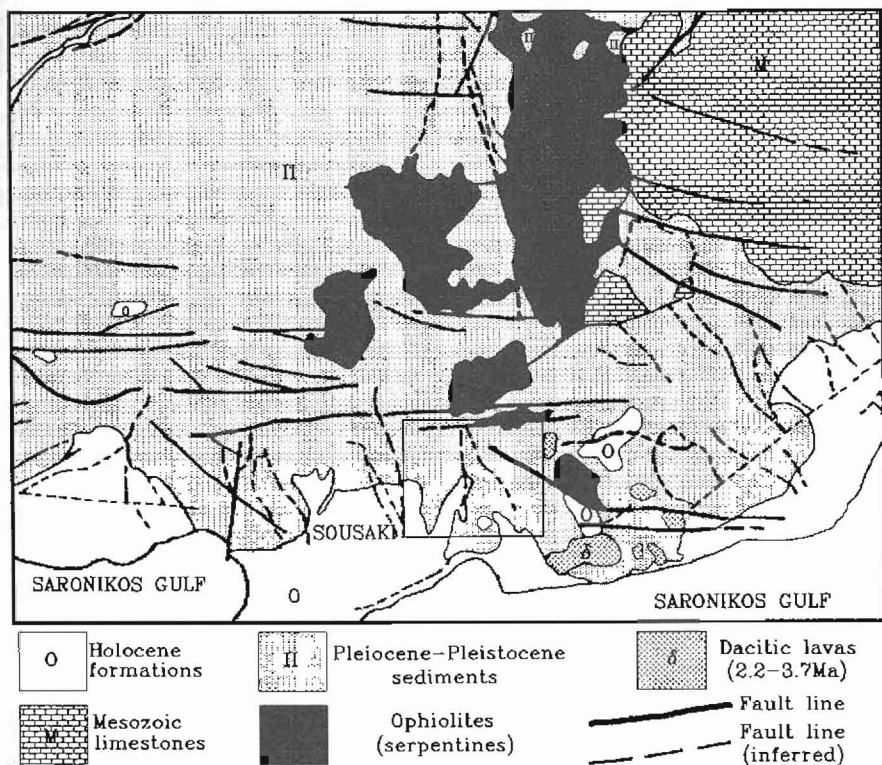 Π
Π
M
Π
O
O
SOUSAKI
O
δ
δ
SARONIKOS GULF
O
SARONIKOS GULF
O
Holocene
formations
Π
Pleiocene-Pleistocene
sediments
δ
Dacitic lavas
(2.2-3.7Ma)
M
Mesozoic
limestones
Ophiolites
(serpentines)
Fault line
Fault line
(inferred)